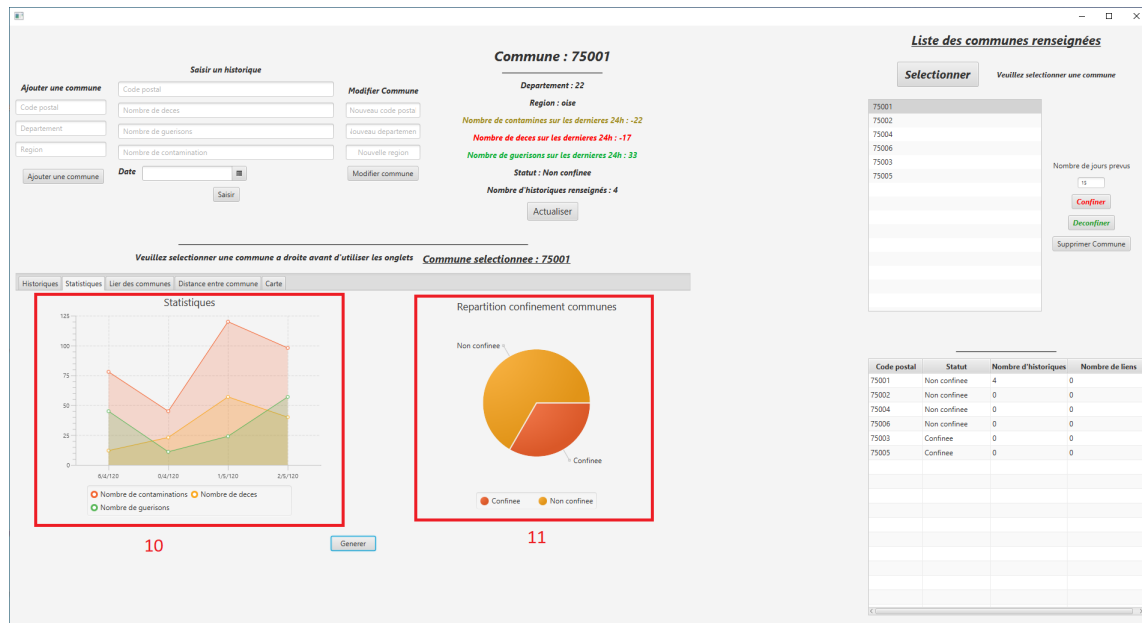 Ajouter une commune
Code postal
Departement
Region
Ajouter une commune
Saisir un historique
Code postal
Nombre de deces
Nombre de guerisons
Nombre de contamination
Date
Saisir
Modifier Commune
Nouveau code posta
Jouveau departemen
Nouvelle region
Modifier commune
Commune : 75001
Departement : 22
Region : oise
Nombre de contamines sur les dernieres 24h : -22
Nombre de deces sur les dernieres 24h : -17
Nombre de guerisons sur les dernieres 24h : 33
Statut : Non confinee
Nombre d'historiques renseignés : 4
Actualiser
Liste des communes renseignées
Selectionner Veuillez selectionner une commune
75001
75002
75004
75006
75003
75005
Nombre de jours prevus
15
Confiner
Deconfiner
Supprimer Commune
Veuillez selectionner une commune a droite avant d'utiliser les onglets Commune selectionnee : 75001
Historiques Statistiques Lier des communes Distance entre commune Carte
Statistiques
125
100
75
50
25
0
6/4/120 0/4/120 1/5/120 2/5/120
Nombre de contaminations Nombre de deces
Nombre de guerisons
10
Repartition confinement communes
Non confinee
Confinee
Confinee Non confinee
11
Generer
Code postal Statut Nombre d'historiques Nombre de liens
75001 Non confinee 4 0
75002 Non confinee 0 0
75004 Non confinee 0 0
75006 Non confinee 0 0
75003 Confinee 0 0
75005 Confinee 0 0